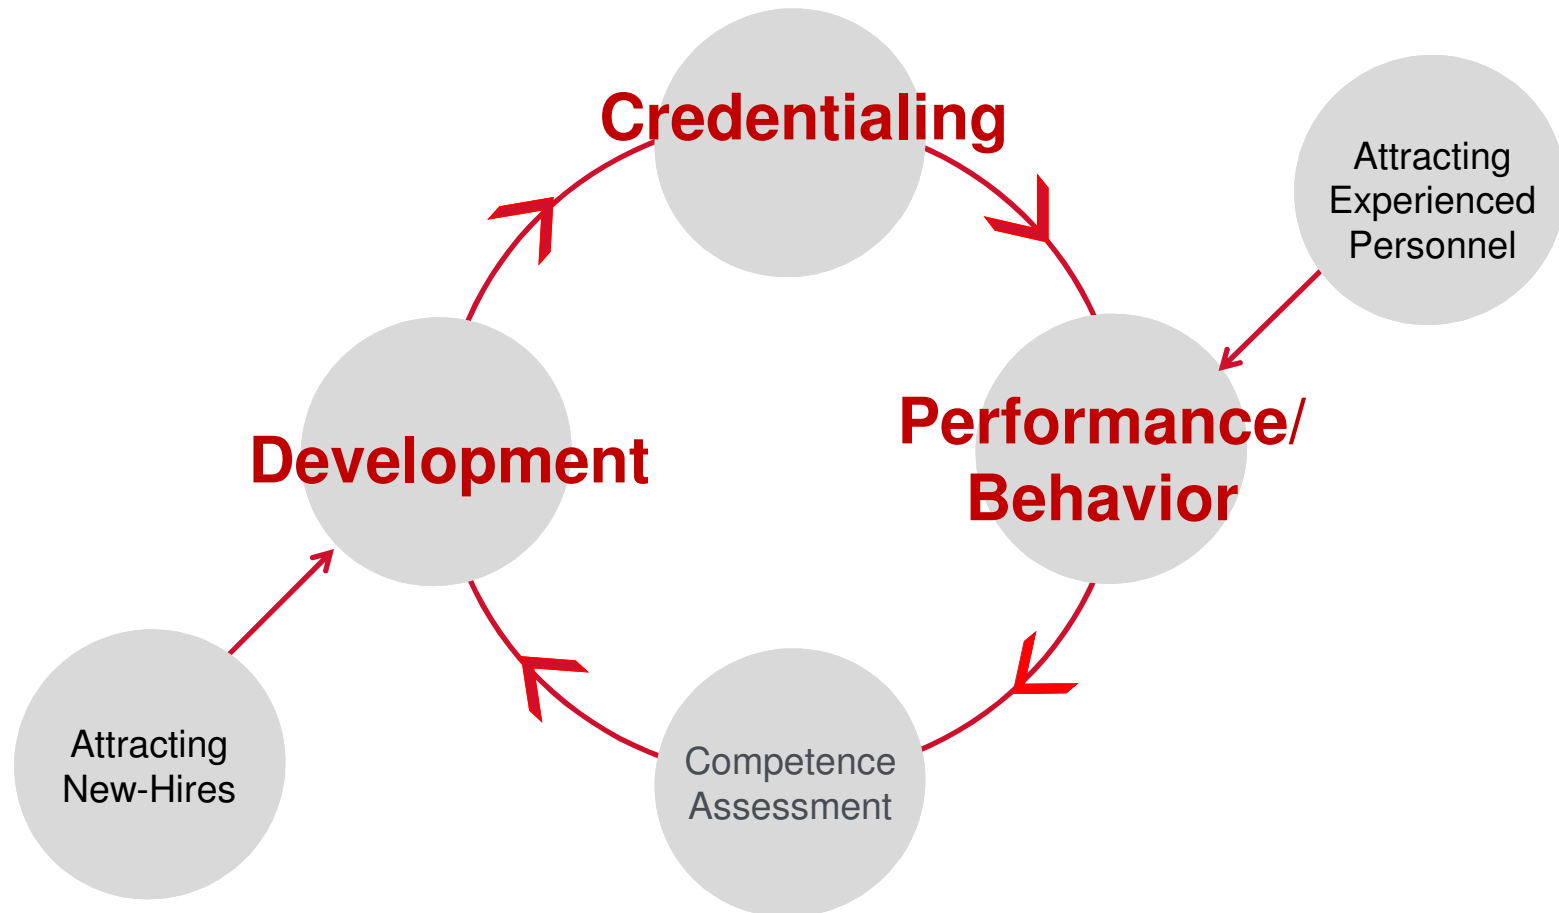 Credentialing
Attracting
Experienced
Personnel
Performance/
Behavior
Development
Attracting
New-Hires
Competence
Assessment